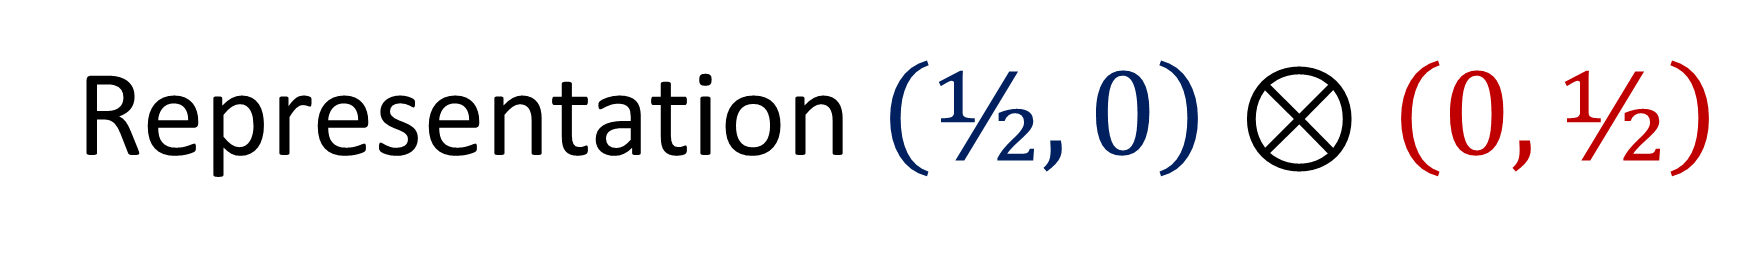 Representation (½, 0) ⊗ (0, ½)